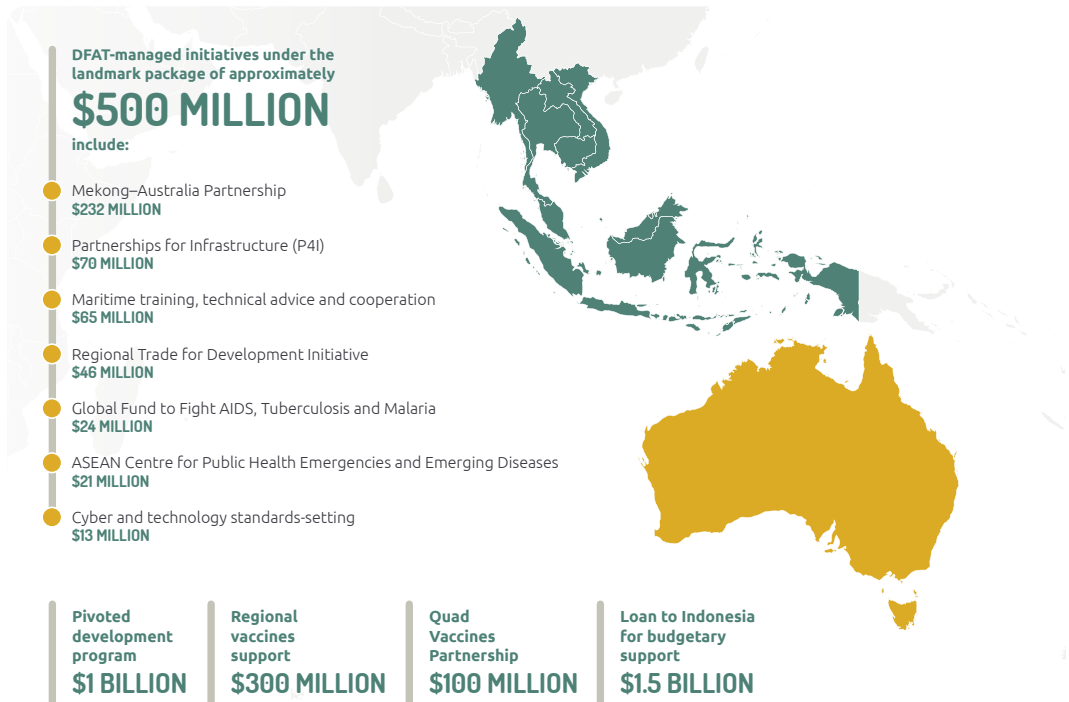 DFAT-managed initiatives under the
landmark package of approximately
$500 MILLION
include:
Mekong–Australia Partnership
$232 MILLION
Partnerships for Infrastructure (P4I)
$70 MILLION
Maritime training, technical advice and cooperation
$65 MILLION
Regional Trade for Development Initiative
$46 MILLION
Global Fund to Fight AIDS, Tuberculosis and Malaria
$24 MILLION
ASEAN Centre for Public Health Emergencies and Emerging Diseases
$21 MILLION
Cyber and technology standards-setting
$13 MILLION
Pivoted
development
program
$1 BILLION
Regional
vaccines
support
$300 MILLION
Quad
Vaccines
Partnership
$100 MILLION
Loan to Indonesia
for budgetary
support
$1.5 BILLION